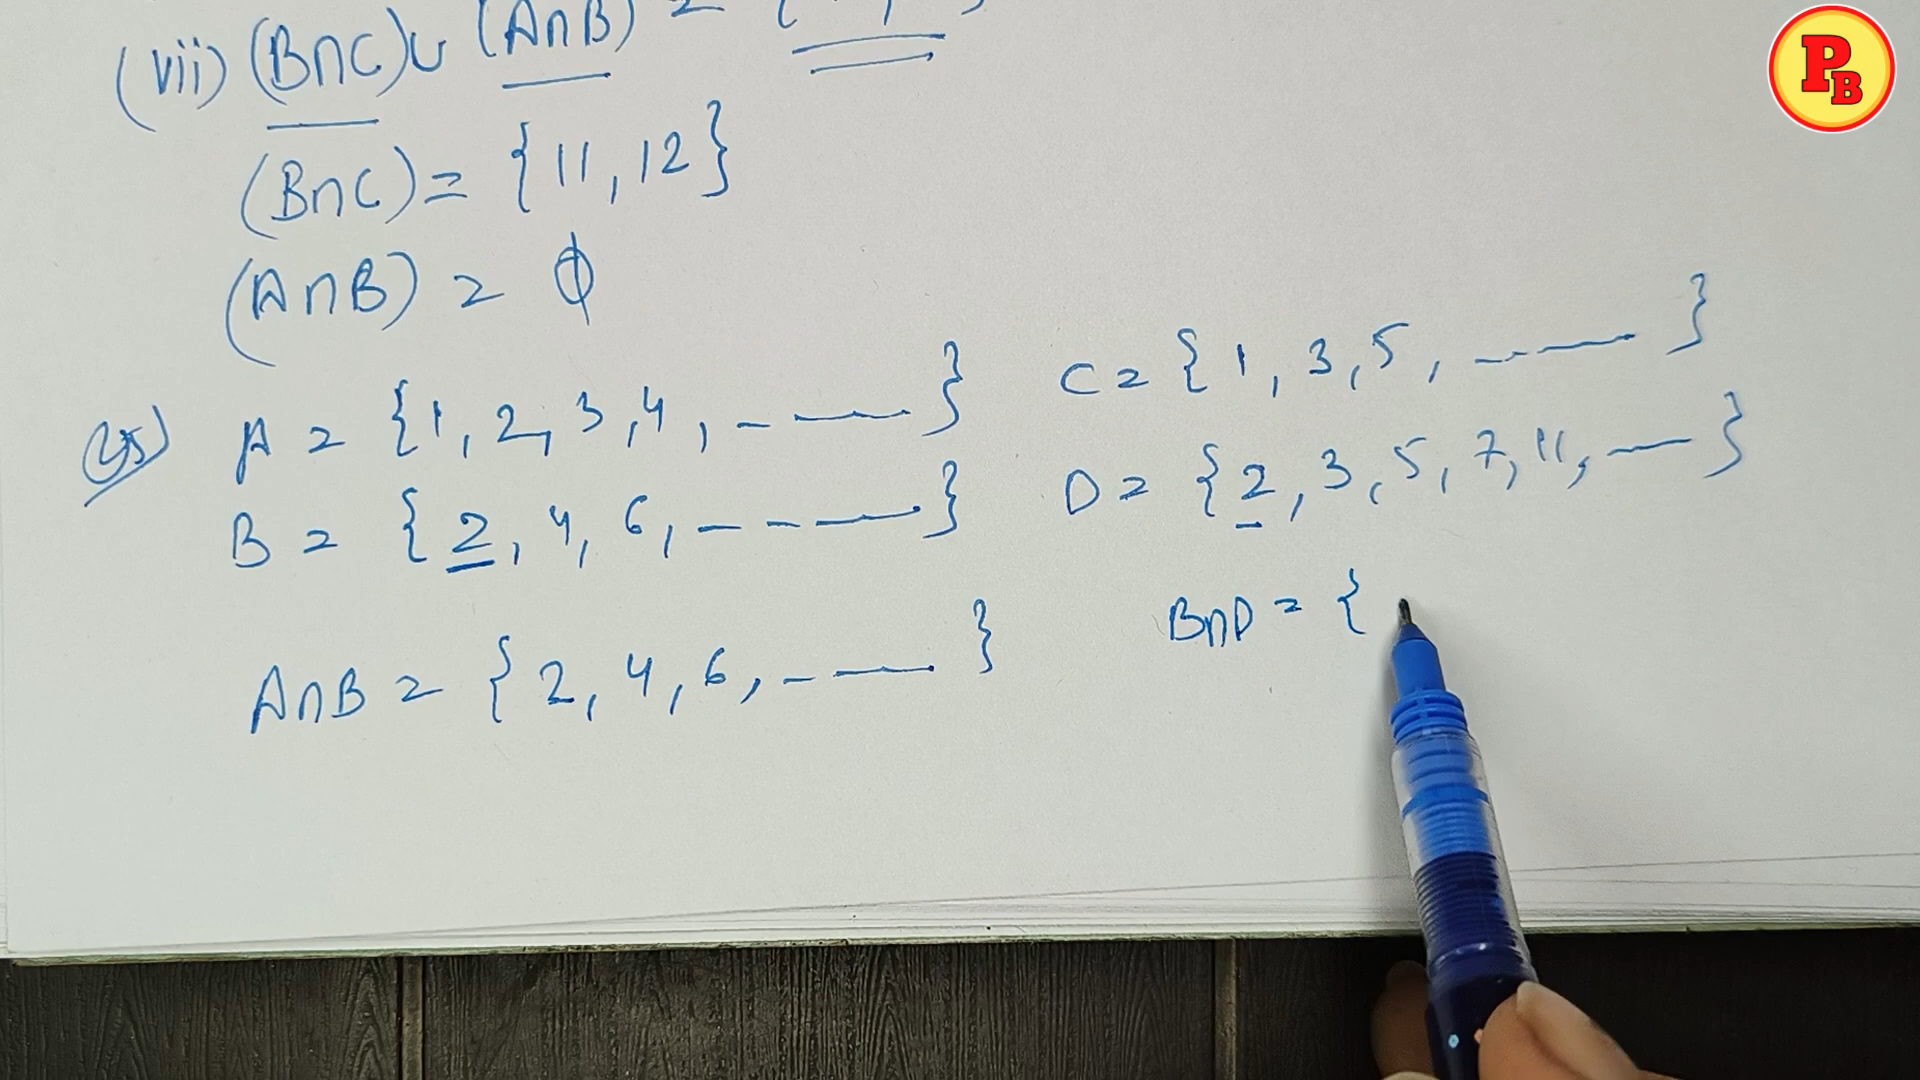 (vii) (B∩C)∪ (A∩B) =
(B∩C) = {11, 12}
(A∩B) = ϕ
A = {1, 2, 3, 4, - —— }
B = {2, 4, 6, - - —— }
C = {1, 3, 5, - —— }
D = {2, 3, 5, 7, 11, —— }
A∩B = {2, 4, 6, - —— }
B∩D = {
PB